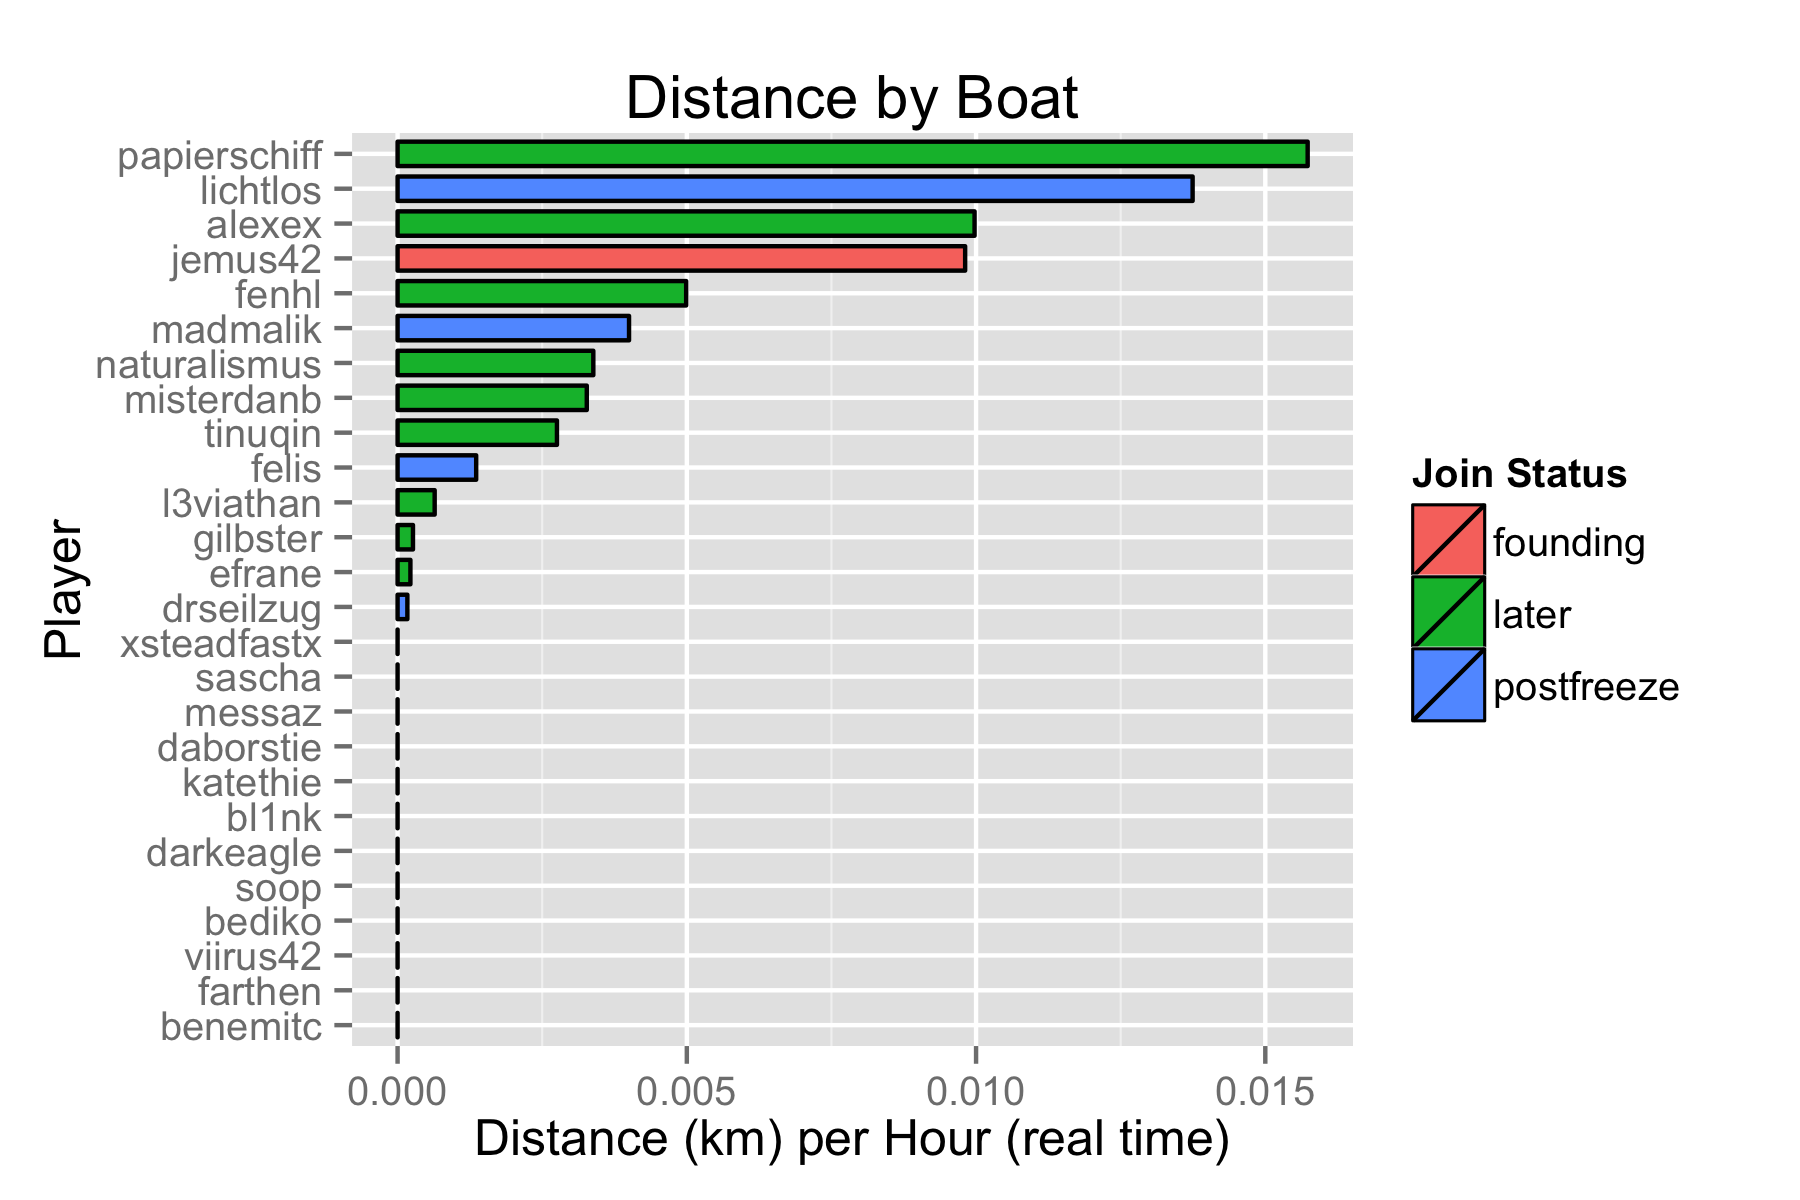 Distance by Boat
papierschiff
lichtlos
alexex
jemus42
fenhl
madmalik
naturalismus
misterdanb
tinuqin
felis
l3viathan
gilbster
efrane
drseilzug
xsteadfastx
sascha
messaz
daborstie
katethie
bl1nk
darkeagle
soop
bediko
viirus42
farthen
benemitc
Player
0.000 0.005 0.010 0.015
Distance (km) per Hour (real time)
Join Status
founding
later
postfreeze